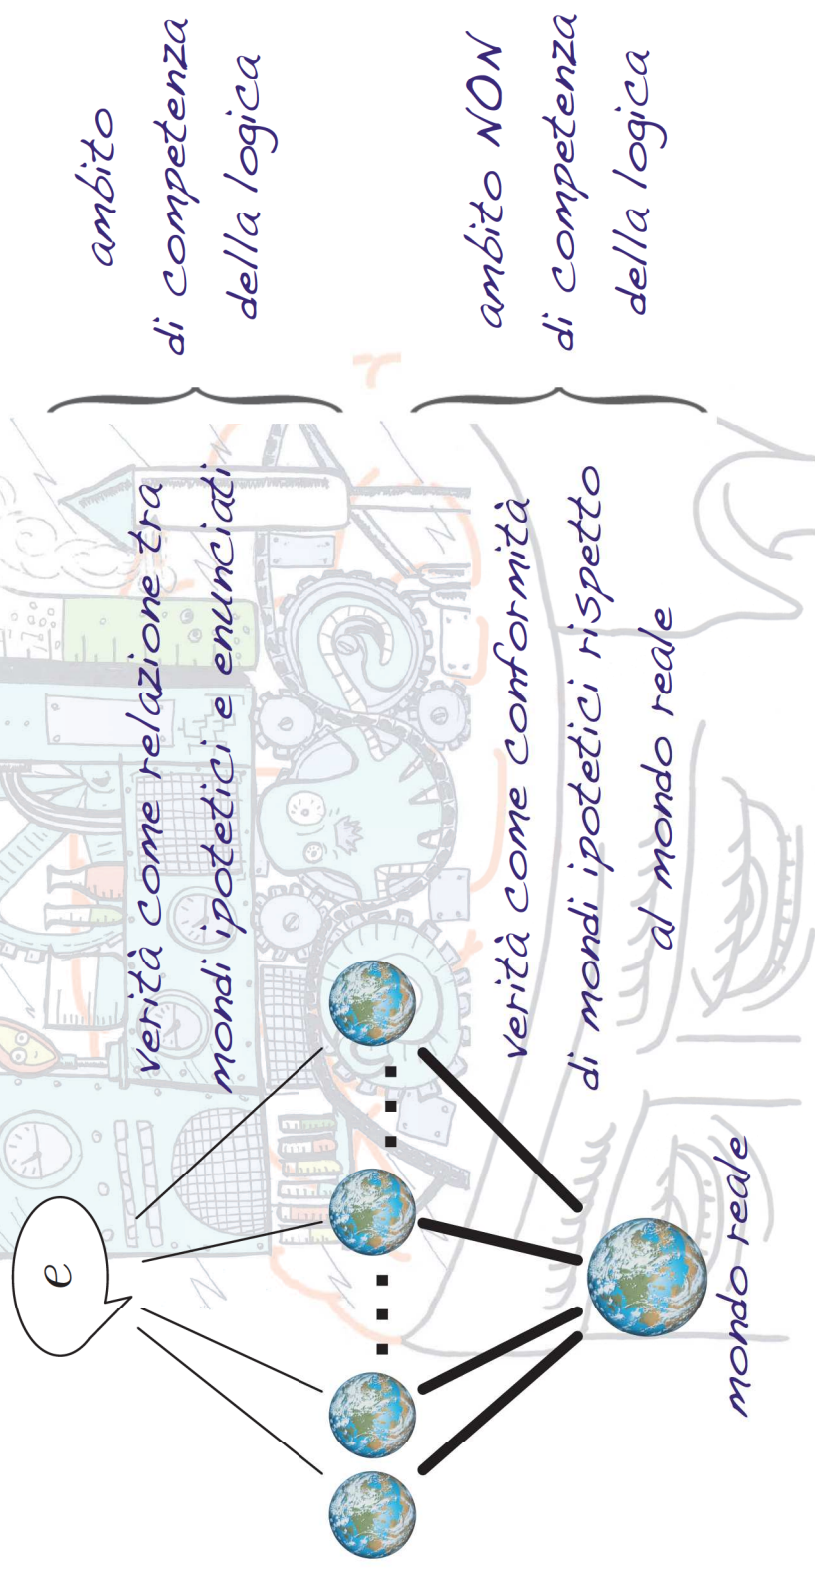 e
verità come relazione tra
mondi ipotetici e enunciati
ambito
di competenza
della logica
verità come conformità
di mondi ipotetici rispetto
al mondo reale
ambito NON
di competenza
della logica
mondo reale